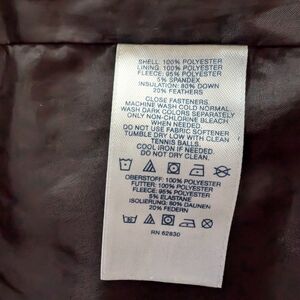 SHELL: 100% POLYESTER
LINING: 100% POLYESTER
FLEECE: 95% POLYESTER
5% SPANDEX
INSULATION: 80% DOWN
20% FEATHERS
CLOSE FASTENERS.
MACHINE WASH COLD NORMAL.
WASH DARK COLORS SEPARATELY
ONLY NON-CHLORINE BLEACH
WHEN NEEDED.
DO NOT USE FABRIC SOFTENER
TUMBLE DRY LOW WITH CLEAN
TENNIS BALLS.
COOL IRON IF NEEDED.
DO NOT DRY CLEAN.
OBERSTOFF: 100% POLYESTER
FUTTER: 100% POLYESTER
FLEECE: 95% POLYESTER
5% ELASTANE
ISOLIERUNG: 80% DAUNEN
20% FEDERN
RN 62830